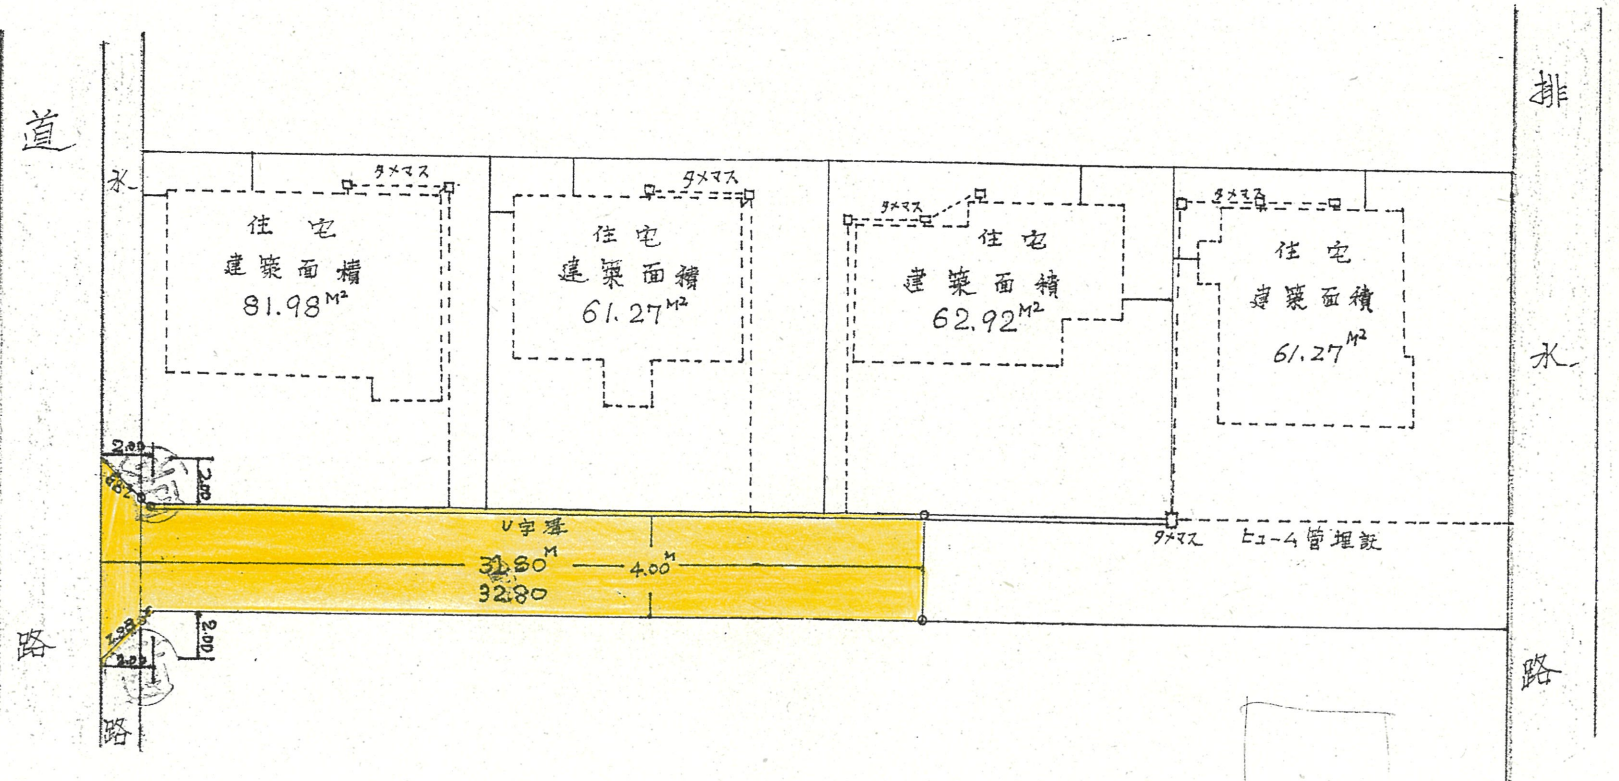 道
路
水
路
排
水
路
タメマス
住宅
建築面積
81.98M²
タメマス
住宅
建築面積
61.27M²
タメマス
住宅
建築面積
62.92M²
タメマス
住宅
建築面積
61.27M²
2.00
2.00
U字溝
31.80M
4.00M
32.80
タメマス
ヒューム管埋設
2.00
2.00